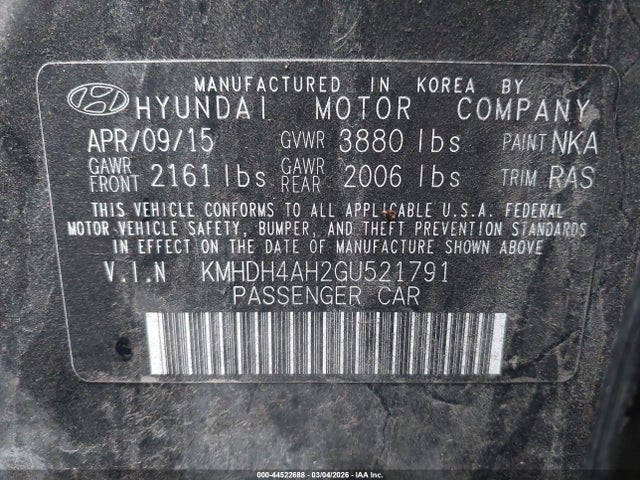 MANUFACTURED IN KOREA BY
HYUNDAI MOTOR COMPANY
APR/09/15 GVWR 3880 lbs PAINT NKA
GAWR FRONT 2161 lbs GAWR REAR 2006 lbs TRIM RAS
THIS VEHICLE CONFORMS TO ALL APPLICABLE U.S.A. FEDERAL
MOTOR VEHICLE SAFETY, BUMPER, AND THEFT PREVENTION STANDARDS
IN EFFECT ON THE DATE OF MANUFACTURE SHOWN ABOVE
V.I.N KMHDH4AH2GU521791
PASSENGER CAR
000-44522688 - 03/04/2026 - IAA Inc.